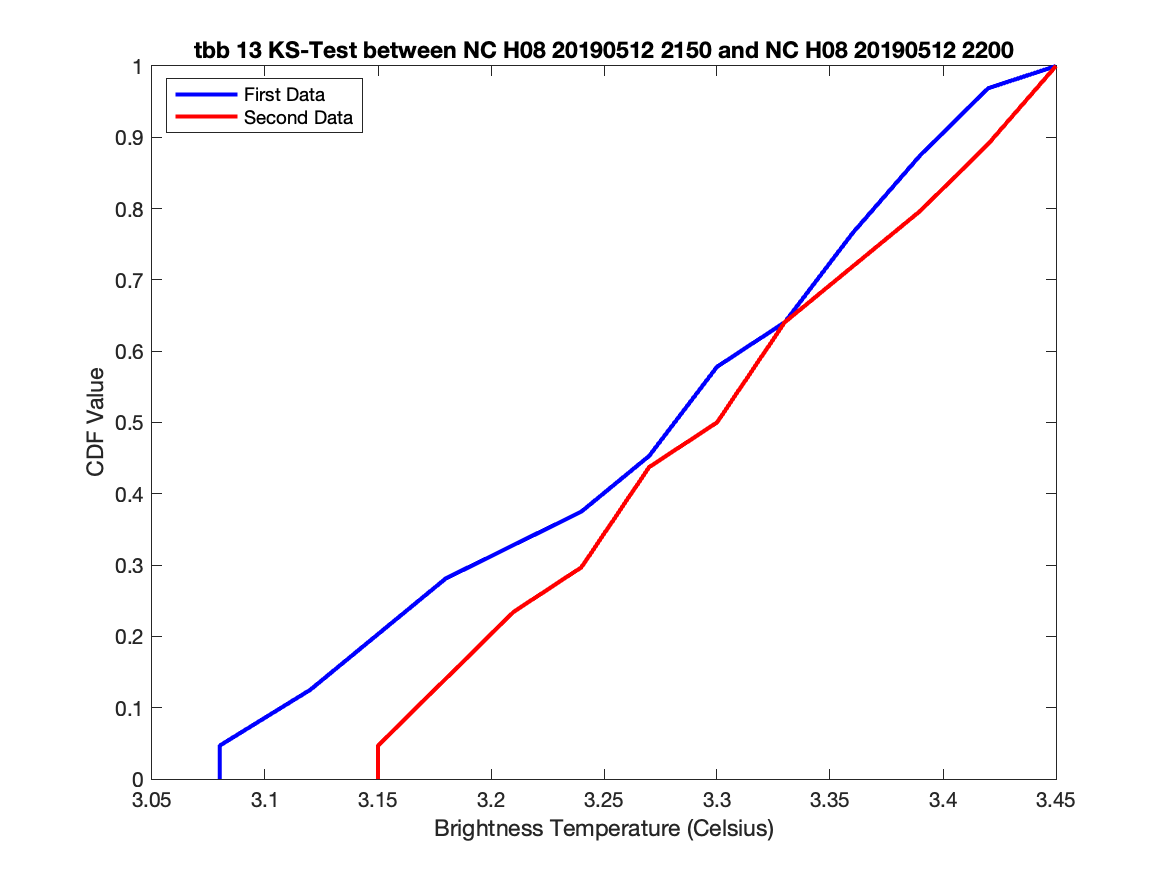 tbb 13 KS-Test between NC H08 20190512 2150 and NC H08 20190512 2200
First Data
Second Data
CDF Value
1
0.9
0.8
0.7
0.6
0.5
0.4
0.3
0.2
0.1
0
3.05 3.1 3.15 3.2 3.25 3.3 3.35 3.4 3.45
Brightness Temperature (Celsius)